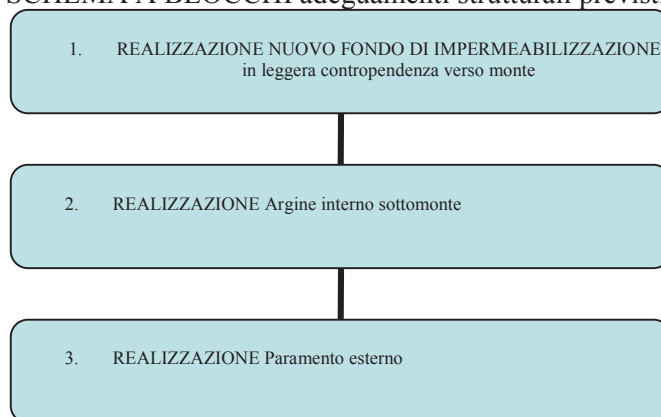 SCHEMA A BLOCCHI adeguamenti strutturali previsti
1. REALIZZAZIONE NUOVO FONDO DI IMPERMEABILIZZAZIONE
in leggera contropendenza verso monte
2. REALIZZAZIONE Argine interno sottomonte
3. REALIZZAZIONE Paramento esterno